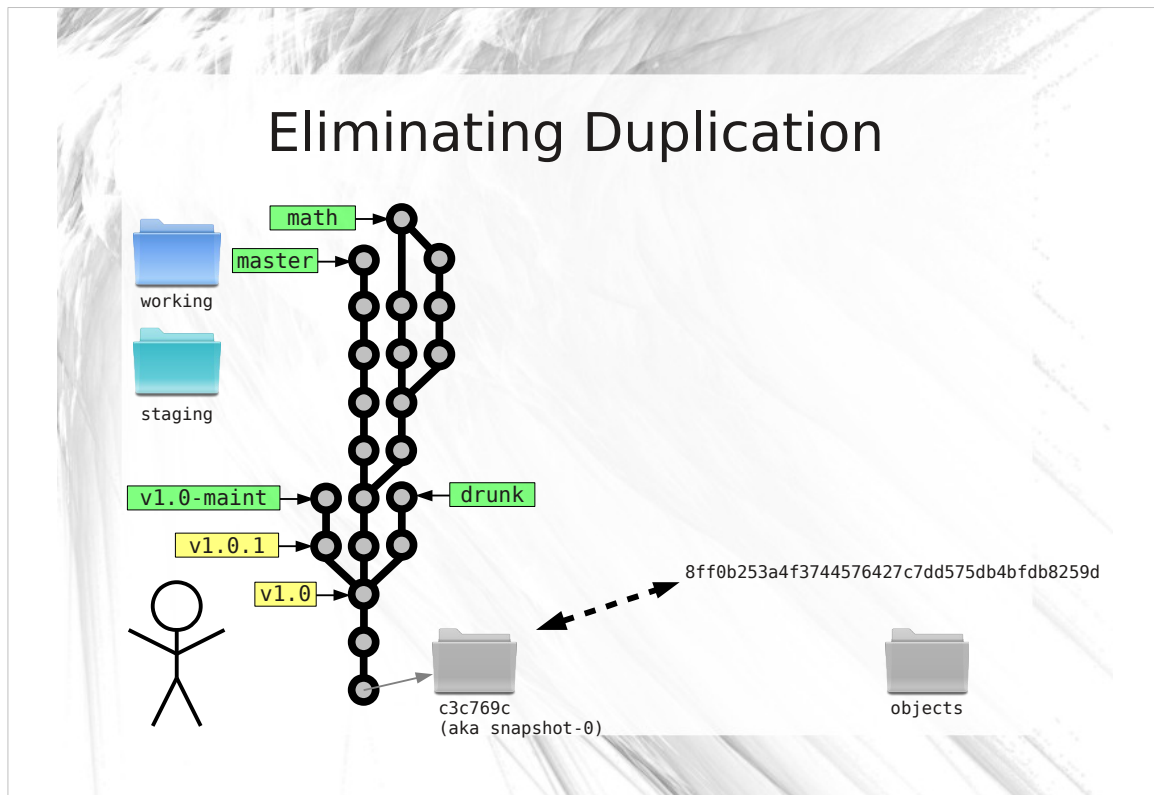 Eliminating Duplication
math
master
working
staging
v1.0-maint
drunk
v1.0.1
8ff0b253a4f3744576427c7dd575db4bfdb8259d
v1.0
c3c769c
(aka snapshot-0)
objects